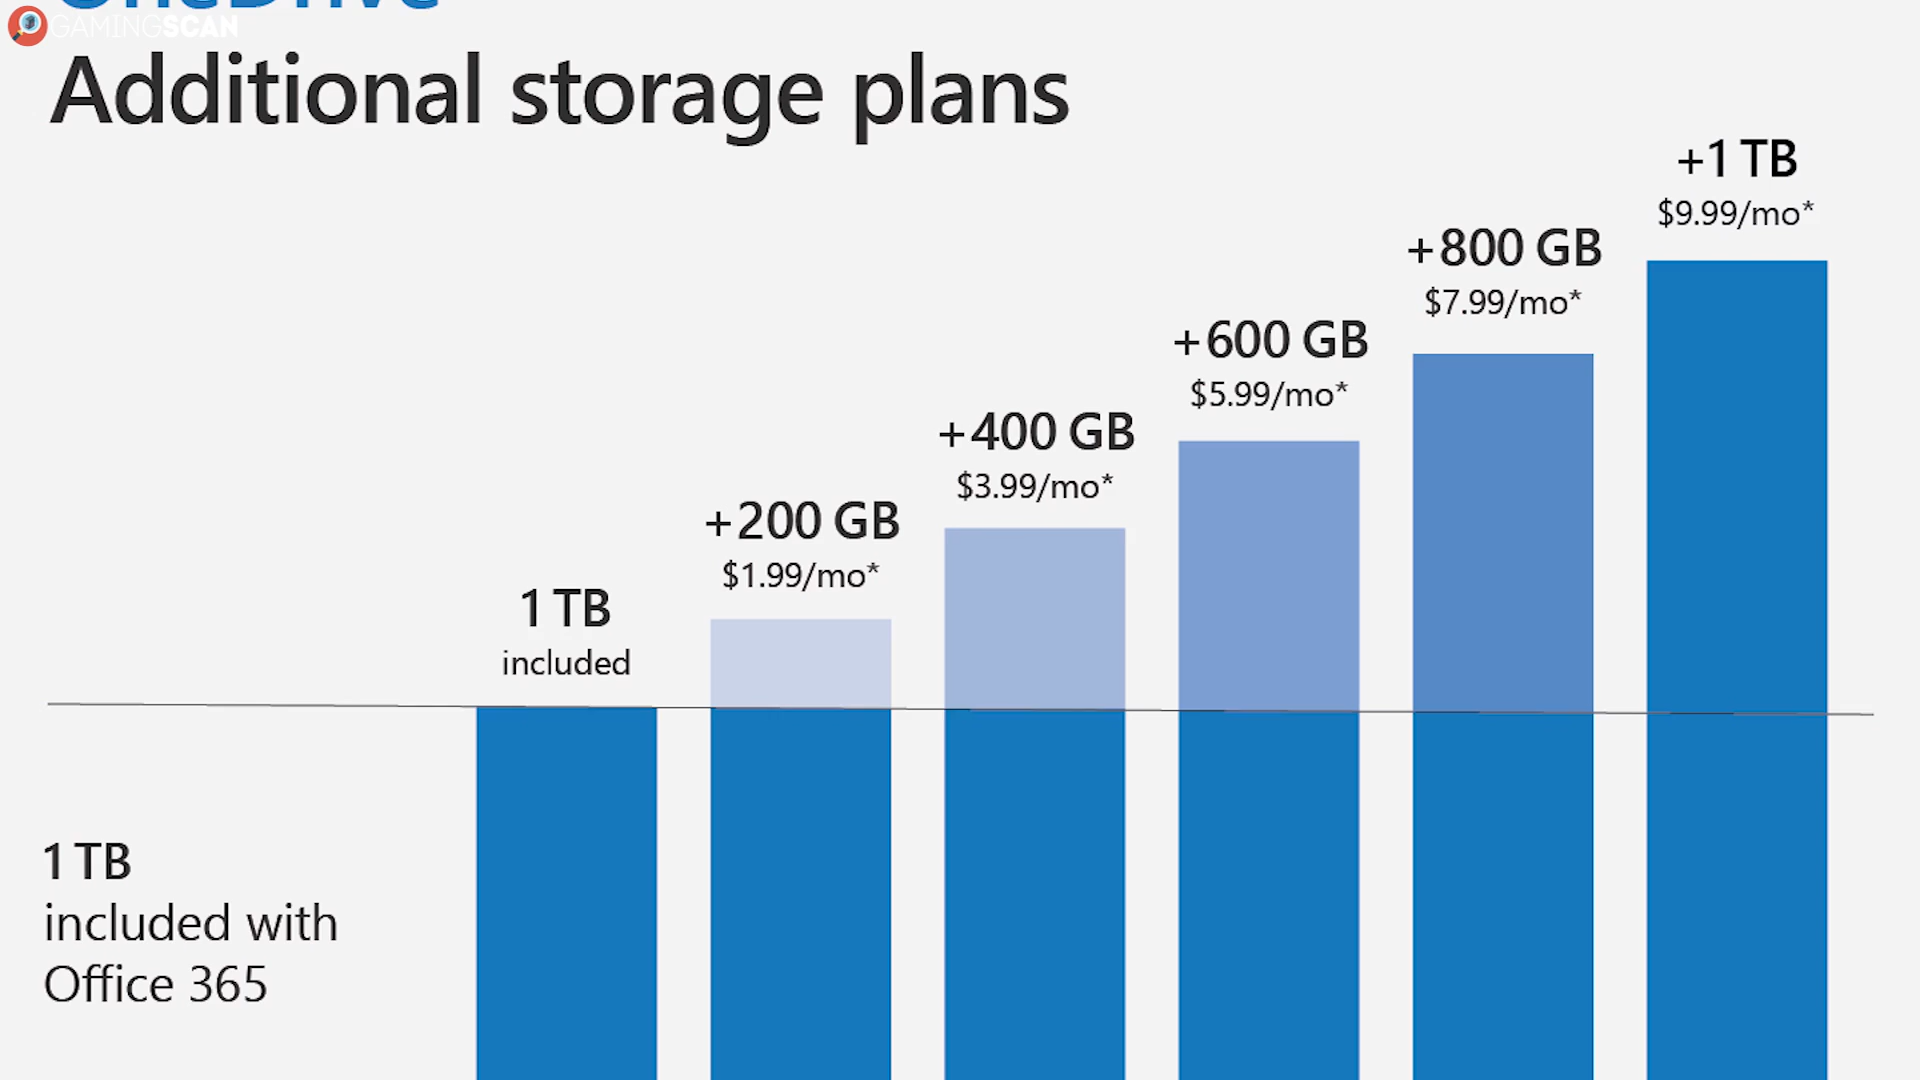 OneDrive
GAMINGSCAN
Additional storage plans
+1 TB
$9.99/mo*
+800 GB
$7.99/mo*
+600 GB
$5.99/mo*
+400 GB
$3.99/mo*
+200 GB
$1.99/mo*
1 TB
included
1 TB
included with
Office 365